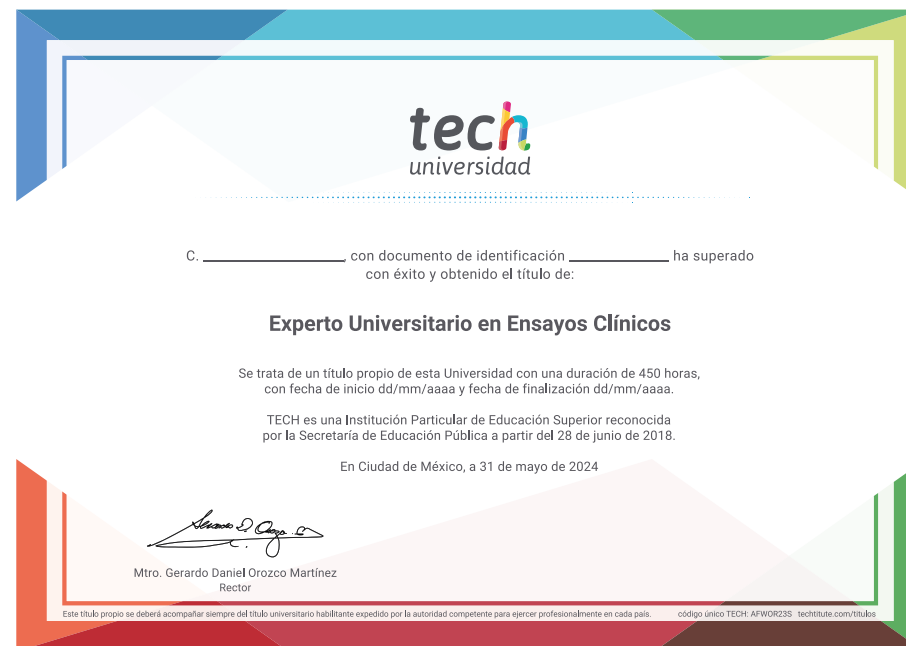 tech
universidad
C. ____________, con documento de identificación ____________ ha superado
con éxito y obtenido el título de:
Experto Universitario en Ensayos Clínicos
Se trata de un título propio de esta Universidad con una duración de 450 horas,
con fecha de inicio dd/mm/aaaa y fecha de finalización dd/mm/aaaa.
TECH es una Institución Particular de Educación Superior reconocida
por la Secretaría de Educación Pública a partir del 28 de junio de 2018.
En Ciudad de México, a 31 de mayo de 2024
Mtro. Gerardo Daniel Orozco Martínez
Rector
Este título propio se deberá acompañar siempre del título universitario habilitante expedido por la autoridad competente para ejercer profesionalmente en cada país. código único TECH: AFWOR23S techtitute.com/titulos